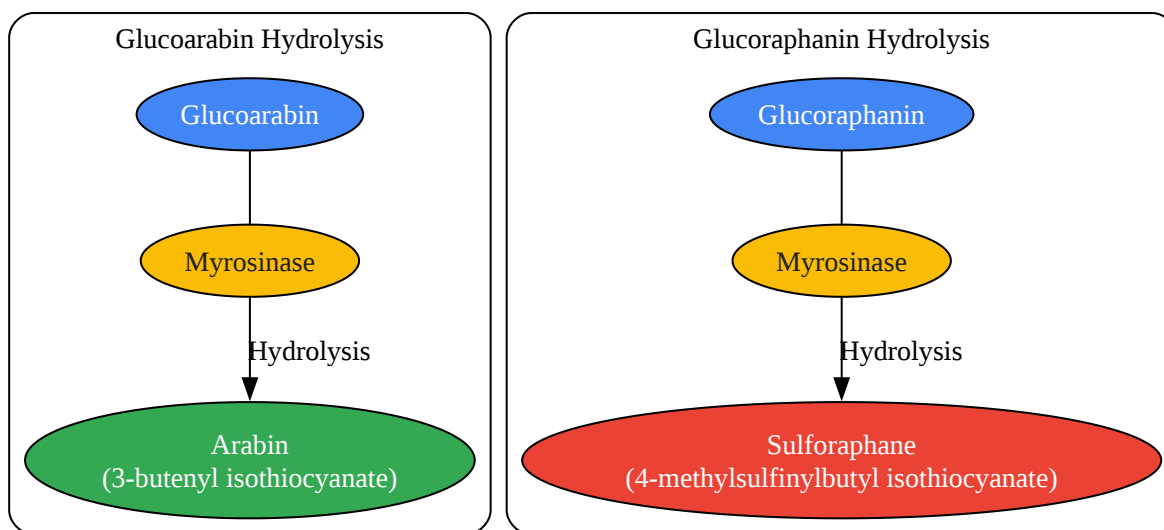 Glucoarabin Hydrolysis
Glucoarabin
Myrosinase
Hydrolysis
Arabin
(3-butenyl isothiocyanate)
Glucoraphanin Hydrolysis
Glucoraphanin
Myrosinase
Hydrolysis
Sulforaphane
(4-methylsulfinylbutyl isothiocyanate)